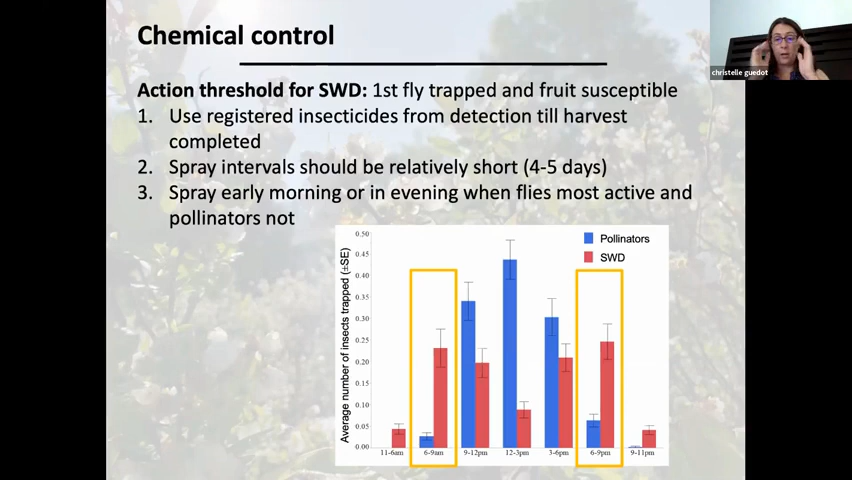 Chemical control
christelle guedot
Action threshold for SWD: 1st fly trapped and fruit susceptible
1. Use registered insecticides from detection till harvest
completed
2. Spray intervals should be relatively short (4-5 days)
3. Spray early morning or in evening when flies most active and
pollinators not
Average number of insects trapped (±SE)
0.50
0.45
0.40
0.35
0.30
0.25
0.20
0.15
0.10
0.05
0.00
Pollinators
SWD
11-6am 6-9am 9-12pm 12-3pm 3-6pm 6-9pm 9-11pm